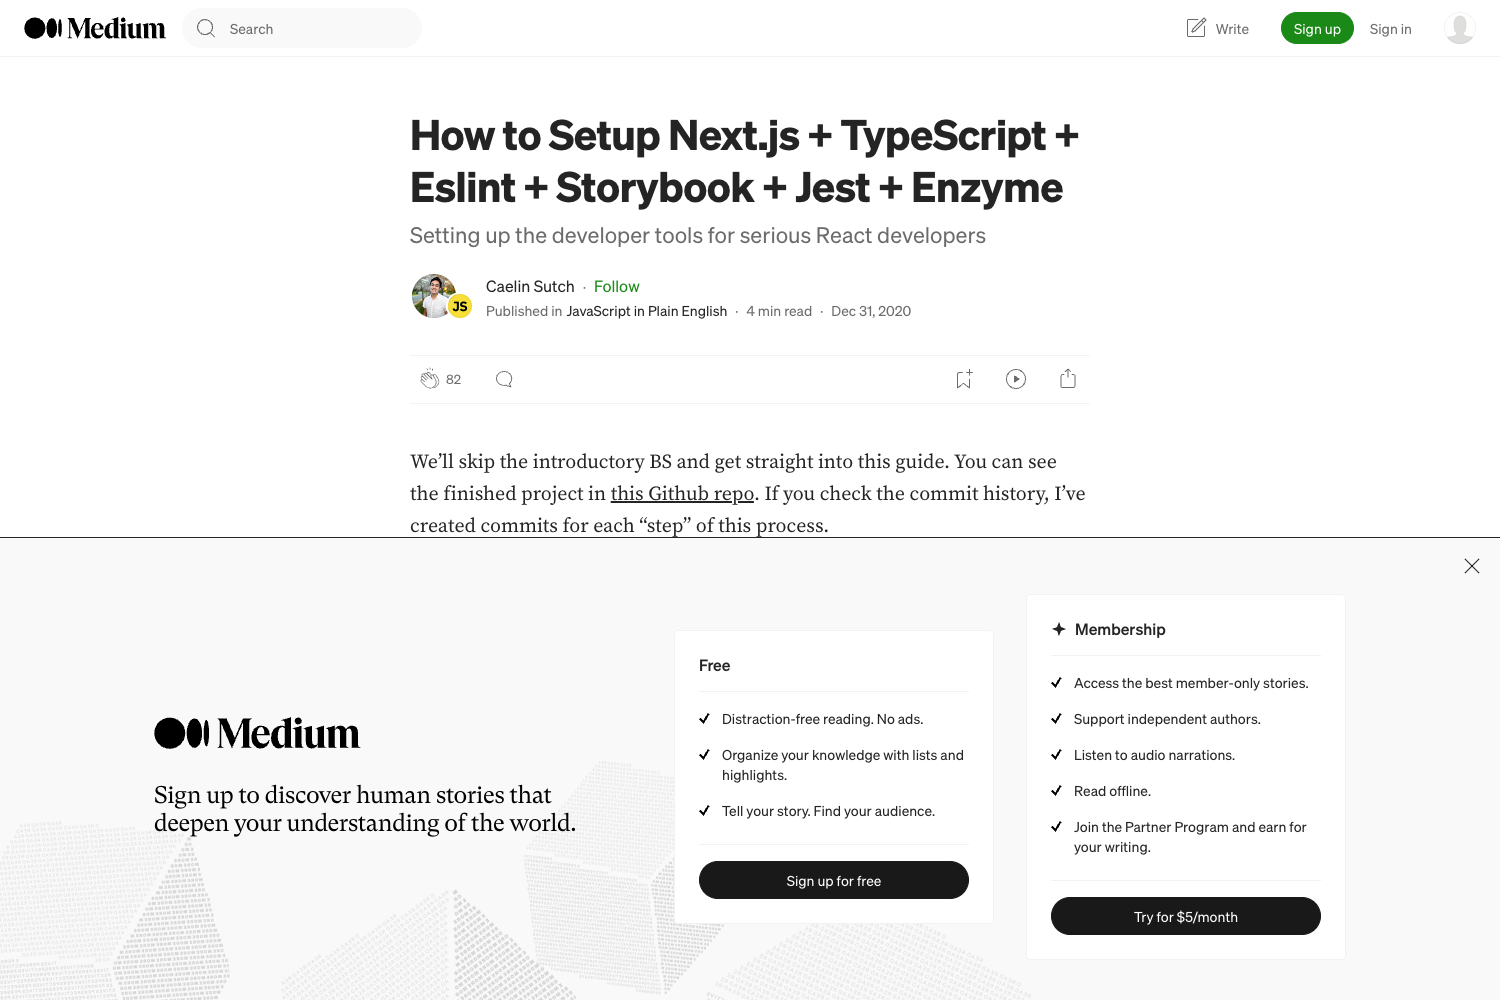 Medium
Search
Write
Sign up
Sign in
How to Setup Next.js + TypeScript +
Eslint + Storybook + Jest + Enzyme
Setting up the developer tools for serious React developers
Caelin Sutch · Follow
JS
Published in JavaScript in Plain English · 4 min read · Dec 31, 2020
82
We’ll skip the introductory BS and get straight into this guide. You can see
the finished project in this Github repo. If you check the commit history, I’ve
created commits for each “step” of this process.
Medium
Sign up to discover human stories that
deepen your understanding of the world.
Free
Distraction-free reading. No ads.
Organize your knowledge with lists and
highlights.
Tell your story. Find your audience.
Sign up for free
Membership
Access the best member-only stories.
Support independent authors.
Listen to audio narrations.
Read offline.
Join the Partner Program and earn for
your writing.
Try for $5/month